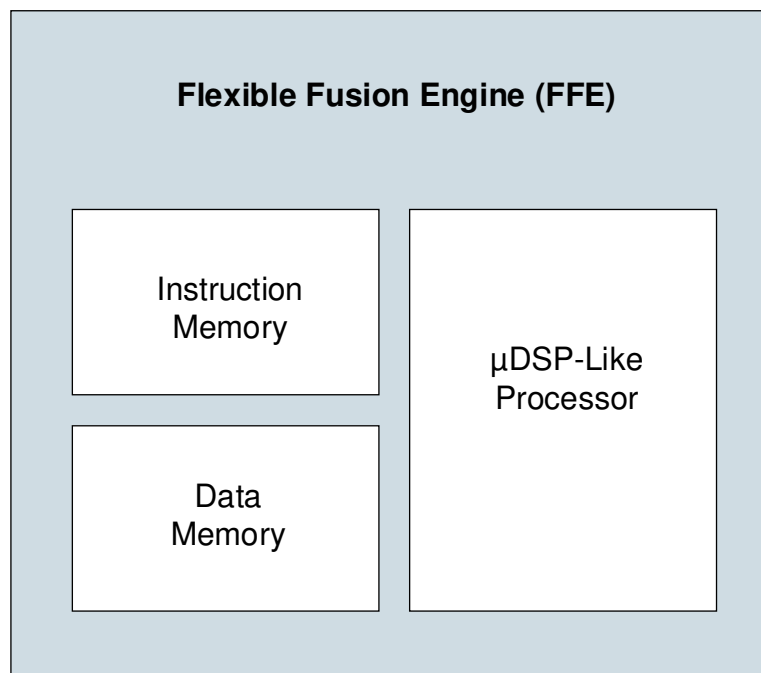 Flexible Fusion Engine (FFE)
Instruction
Memory
µDSP-Like
Processor
Data
Memory